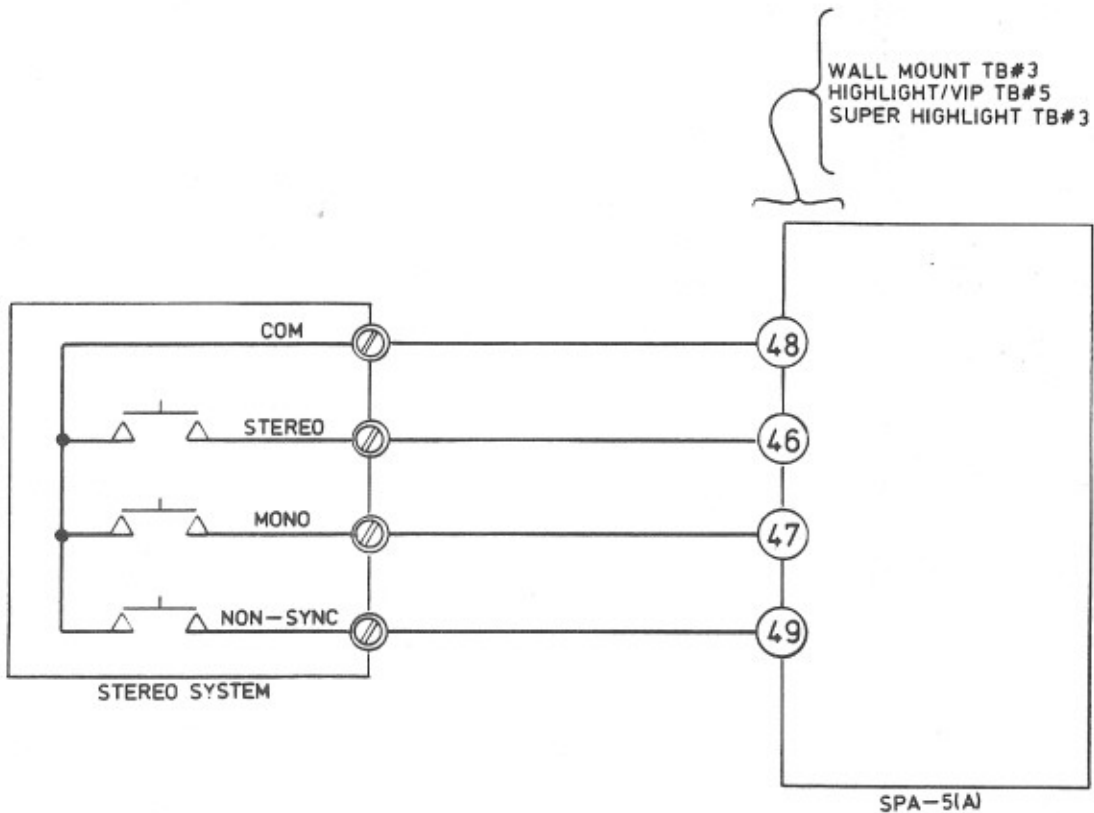 WALL MOUNT TB#3
HIGHLIGHT/VIP TB#5
SUPER HIGHLIGHT TB#3
COM
48
STEREO
46
MONO
47
NON-SYNC
49
STEREO SYSTEM
SPA-5(A)